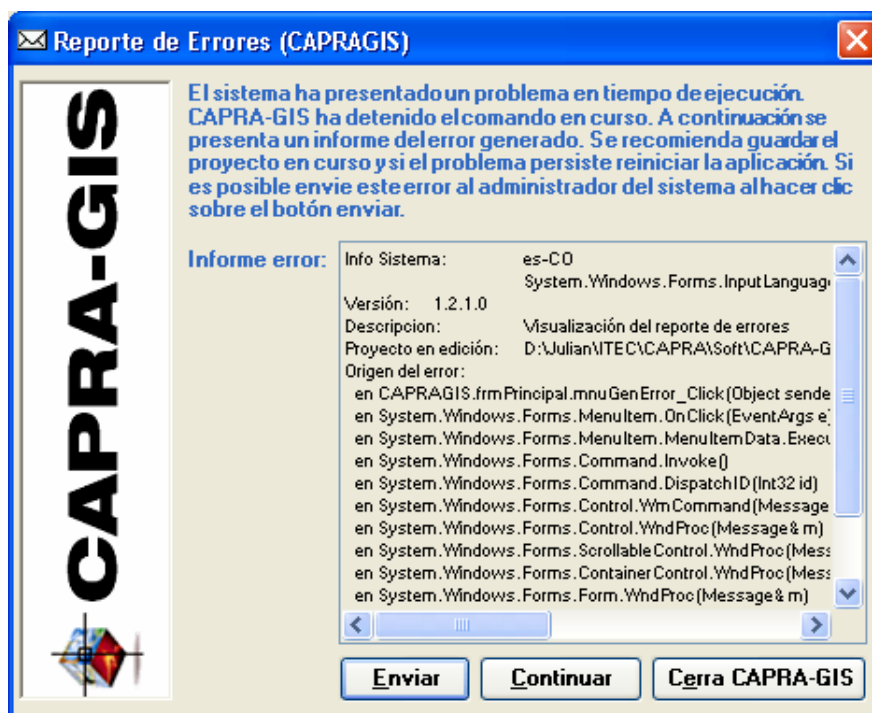 Reporte de Errores (CAPRAGIS)
CAPRA-GIS
El sistema ha presentado un problema en tiempo de ejecución.
CAPRA-GIS ha detenido el comando en curso. A continuación se
presenta un informe del error generado. Se recomienda guardar el
proyecto en curso y si el problema persiste reiniciar la aplicación. Si
es posible envie este error al administrador del sistema al hacer clic
sobre el botón enviar.
Informe error:
Info Sistema: es-CO
System.Windows.Forms.InputLanguage
Versión: 1.2.1.0
Descripcion: Visualización del reporte de errores
Proyecto en edición: D:\Julian\ITEC\CAPRA\Soft\CAPRA-G
Origen del error:
en CAPRAGIS.frmPrincipal.mnuGenError_Click(Object sende
en System.Windows.Forms.MenuItem.OnClick(EventArgs e)
en System.Windows.Forms.MenuItem.MenuItemData.Execu
en System.Windows.Forms.Command.Invoke()
en System.Windows.Forms.Command.DispatchID(Int32 id)
en System.Windows.Forms.Control.WmCommand(Message
en System.Windows.Forms.Control.WndProc(Message& m)
en System.Windows.Forms.ScrollableControl.WndProc(Mess
en System.Windows.Forms.ContainerControl.WndProc(Mess
en System.Windows.Forms.Form.WndProc(Message& m)
Enviar
Continuar
Cerra CAPRA-GIS